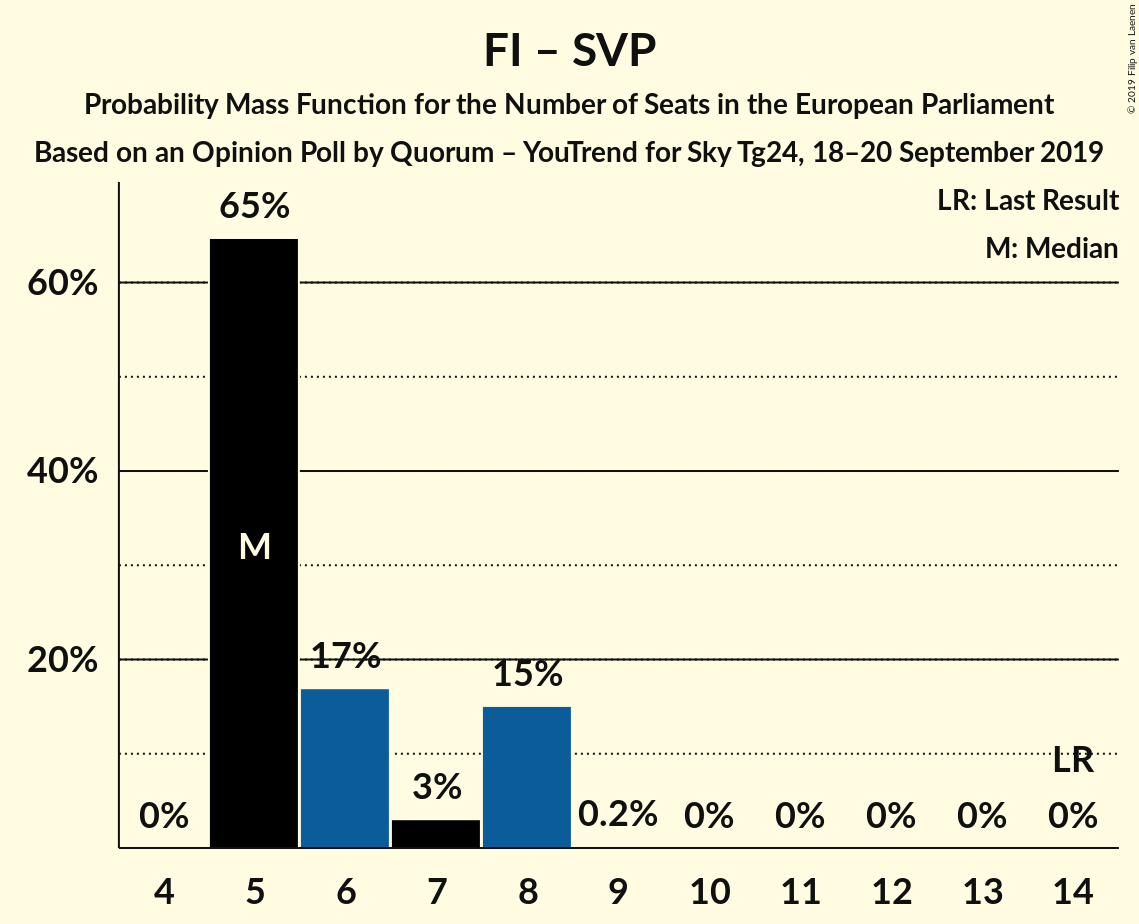 FI – SVP
Probability Mass Function for the Number of Seats in the European Parliament
Based on an Opinion Poll by Quorum – YouTrend for Sky Tg24, 18–20 September 2019
© 2019 Filip van Laenen
LR: Last Result
M: Median
65%
60%
40%
M
20%
17%
15%
LR
3%
0%
0.2%
0%
0%
0%
0%
0%
4 5 6 7 8 9 10 11 12 13 14